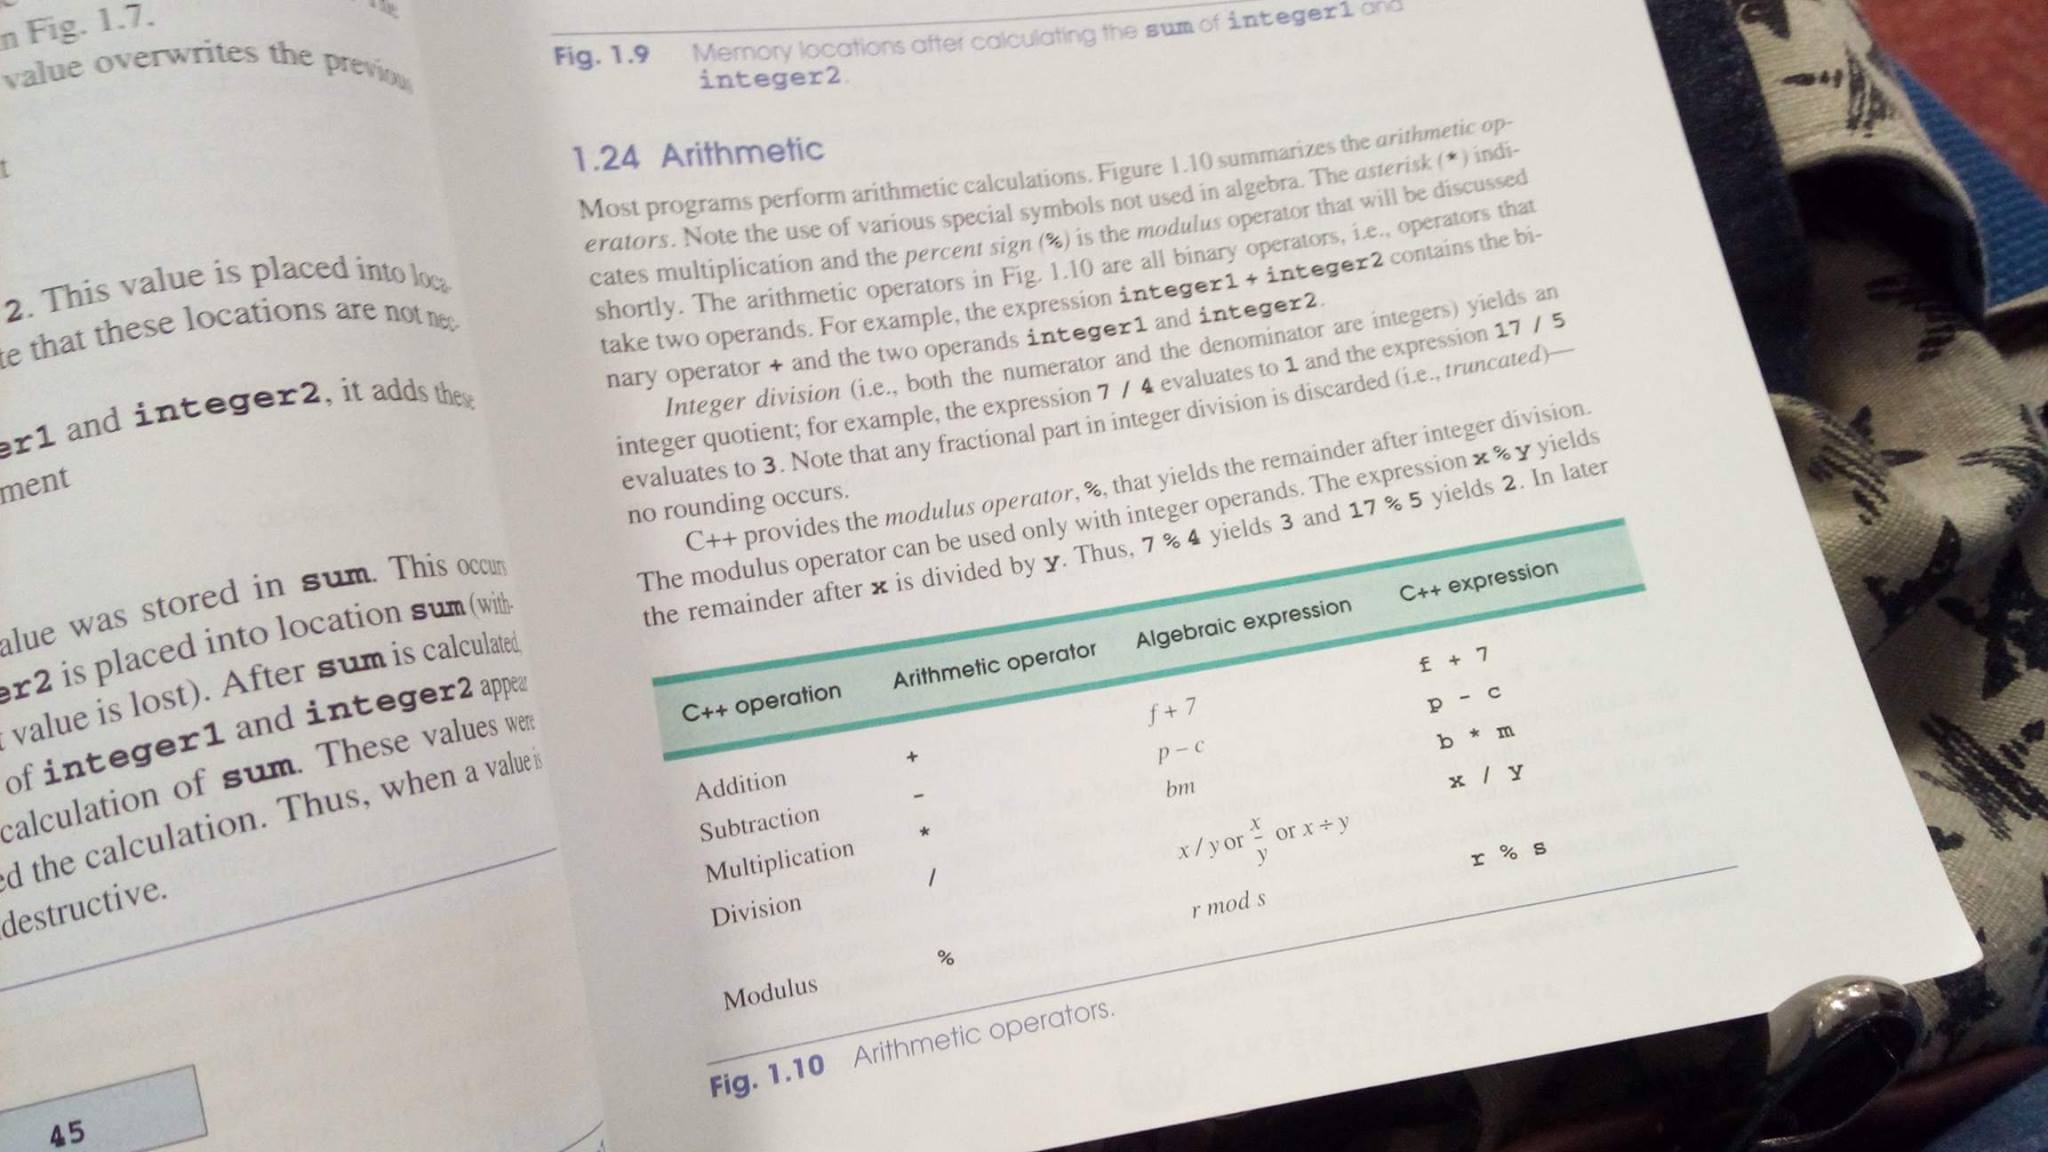 n Fig. 1.7.
value overwrites the previous
2. This value is placed into loca-
te that these locations are not nec-
er1 and integer2, it adds these
ment
alue was stored in sum. This occurs
er2 is placed into location sum (with-
t value is lost). After sum is calculated,
of integer1 and integer2 appear
calculation of sum. These values were
ed the calculation. Thus, when a value is
destructive.
45
Fig. 1.9 Memory locations after calculating the sum of integer1 and
integer2.
1.24 Arithmetic
Most programs perform arithmetic calculations. Figure 1.10 summarizes the arithmetic op-
erators. Note the use of various special symbols not used in algebra. The asterisk (*) indi-
cates multiplication and the percent sign (%) is the modulus operator that will be discussed
shortly. The arithmetic operators in Fig. 1.10 are all binary operators, i.e., operators that
take two operands. For example, the expression integer1 + integer2 contains the bi-
nary operator + and the two operands integer1 and integer2.
Integer division (i.e., both the numerator and the denominator are integers) yields an
integer quotient; for example, the expression 7 / 4 evaluates to 1 and the expression 17 / 5
evaluates to 3. Note that any fractional part in integer division is discarded (i.e., truncated)—
no rounding occurs.
C++ provides the modulus operator, %, that yields the remainder after integer division.
The modulus operator can be used only with integer operands. The expression x % y yields
the remainder after x is divided by y. Thus, 7 % 4 yields 3 and 17 % 5 yields 2. In later
C++ operation Arithmetic operator Algebraic expression C++ expression
Addition + f + 7 f + 7
Subtraction - p – c p - c
Multiplication * bm b * m
Division / x / y or x/y or x ÷ y x / y
Modulus % r mod s r % s
Fig. 1.10 Arithmetic operators.